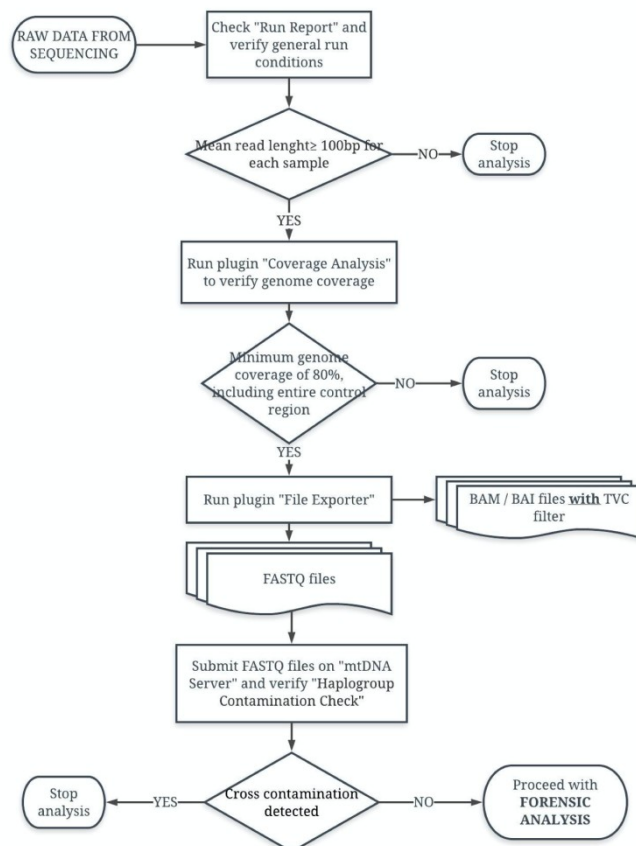 RAW DATA FROM
SEQUENCING
Check "Run Report" and
verify general run
conditions
Mean read lenght≥ 100bp for
each sample
NO
Stop
analysis
YES
Run plugin "Coverage Analysis"
to verify genome coverage
Minimum genome
coverage of 80%,
including entire control
region
NO
Stop
analysis
YES
Run plugin "File Exporter"
BAM / BAI files with TVC
filter
FASTQ files
Submit FASTQ files on "mtDNA
Server" and verify "Haplogroup
Contamination Check"
Stop
analysis
YES
Cross contamination
detected
NO
Proceed with
FORENSIC
ANALYSIS